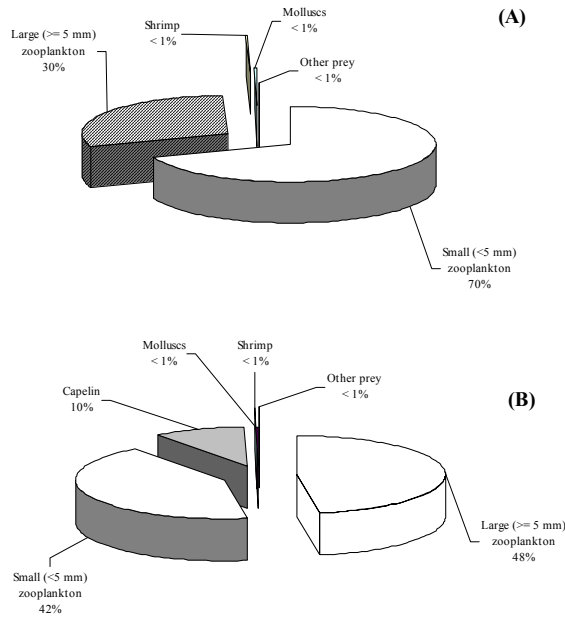 (A)
Shrimp
< 1%
Molluscs
< 1%
Large (>= 5 mm)
zooplankton
30%
Other prey
< 1%
Small (<5 mm)
zooplankton
70%
(B)
Molluscs
< 1%
Shrimp
< 1%
Other prey
< 1%
Capelin
10%
Large (>= 5 mm)
zooplankton
48%
Small (<5 mm)
zooplankton
42%